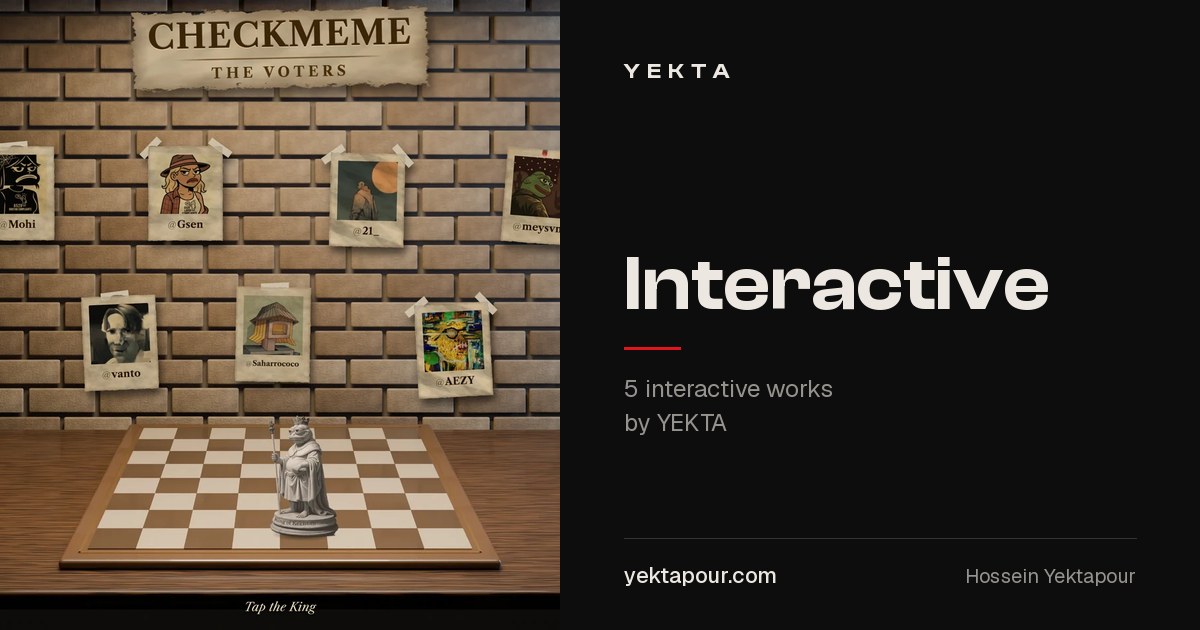 CHECKMEME
THE VOTERS
@Mohi
@Gsen
@21_
@vanto
@Saharrococo
@AEZY
Tap the King
YEKTA
Interactive
5 interactive works
by YEKTA
yektapour.com
Hossein Yektapour